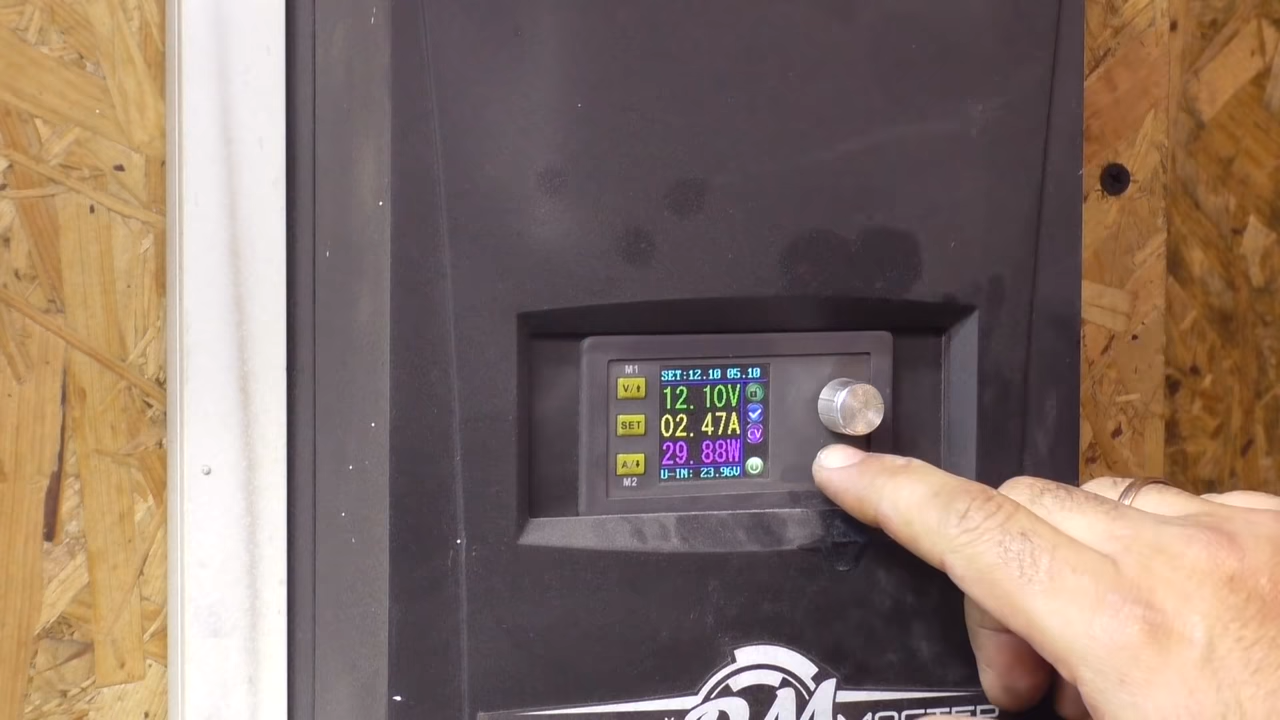 M1
V/⬆
SET
A/⬇
M2
SET:12.10 05.10
12.10V
02.47A
29.88W
U-IN: 23.96V
CV